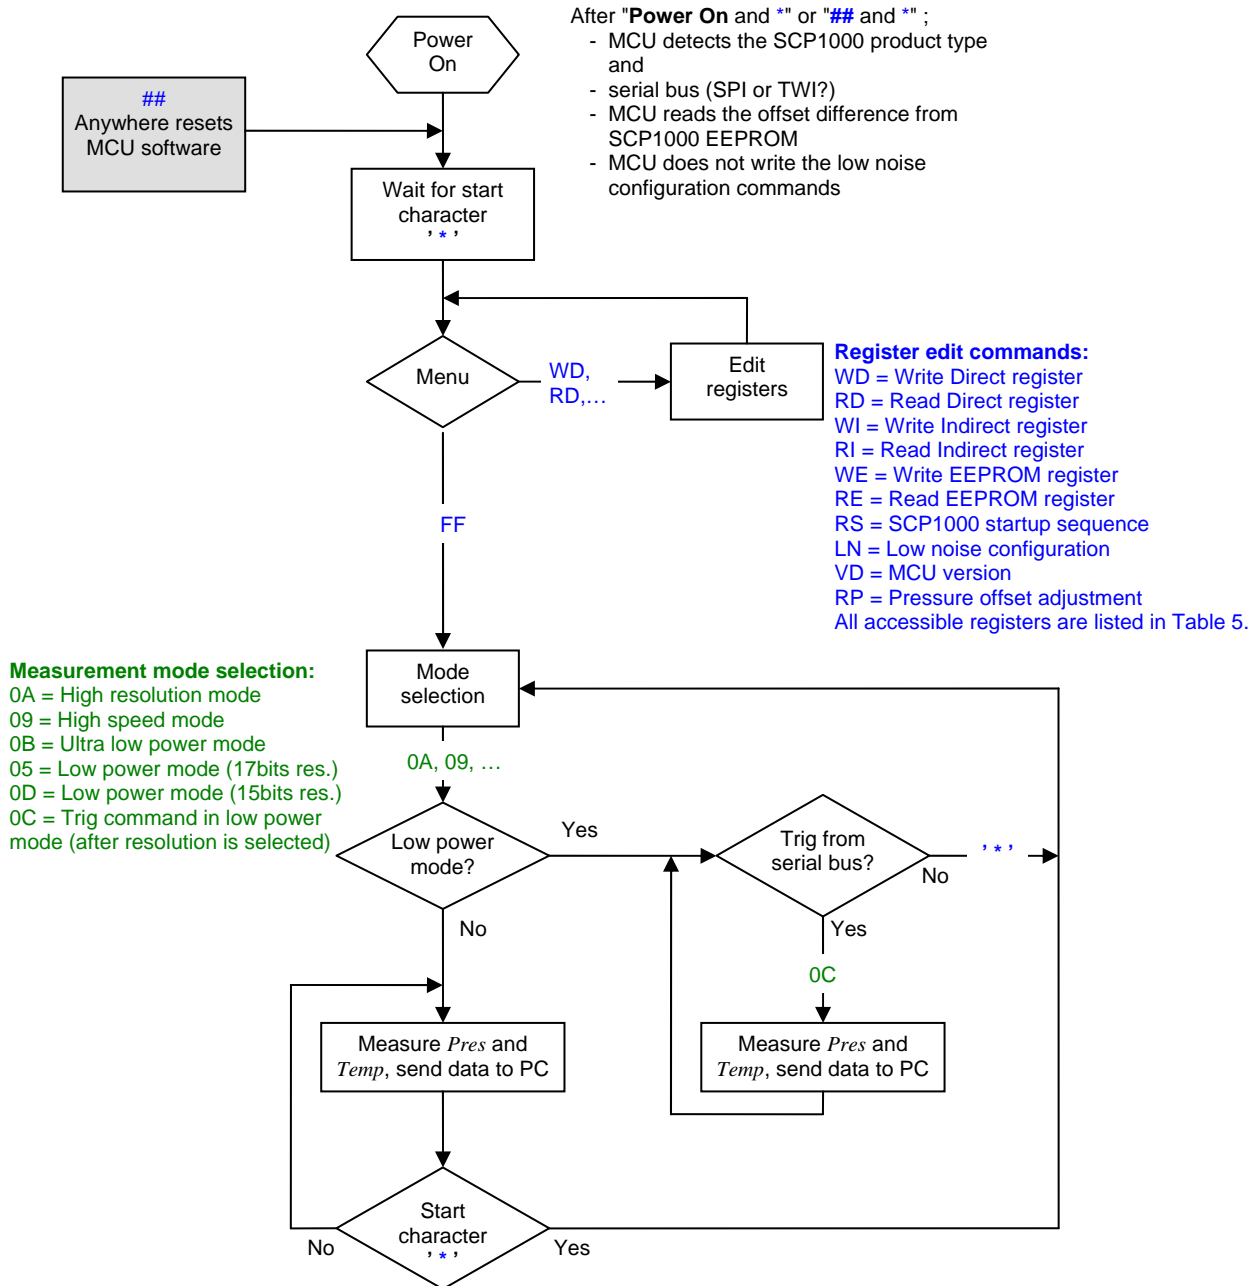 Power
On
After "Power On and *" or "## and *" ;
- MCU detects the SCP1000 product type
and
- serial bus (SPI or TWI?)
- MCU reads the offset difference from
SCP1000 EEPROM
- MCU does not write the low noise
configuration commands
##
Anywhere resets
MCU software
Wait for start
character
' * '
Menu
WD,
RD,…
Edit
registers
Register edit commands:
WD = Write Direct register
RD = Read Direct register
WI = Write Indirect register
RI = Read Indirect register
WE = Write EEPROM register
RE = Read EEPROM register
RS = SCP1000 startup sequence
LN = Low noise configuration
VD = MCU version
RP = Pressure offset adjustment
All accessible registers are listed in Table 5.
FF
Mode
selection
Measurement mode selection:
0A = High resolution mode
09 = High speed mode
0B = Ultra low power mode
05 = Low power mode (17bits res.)
0D = Low power mode (15bits res.)
0C = Trig command in low power
mode (after resolution is selected)
0A, 09, …
Low power
mode?
Yes
Trig from
serial bus?
' * '
No
No
Yes
0C
Measure Pres and
Temp, send data to PC
Measure Pres and
Temp, send data to PC
Start
character
' * '
No
Yes